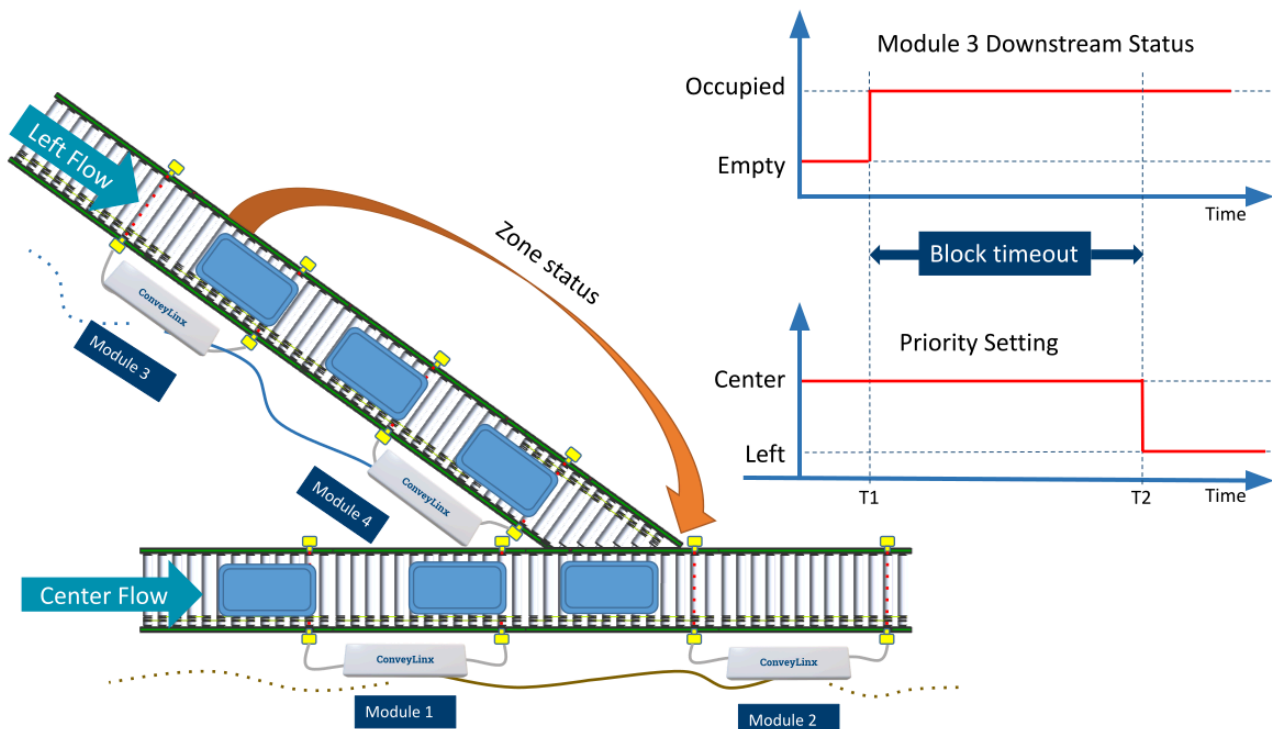 Module 3 Downstream Status
Occupied
Empty
Time
Block timeout
Priority Setting
Center
Left
T1
T2
Time
Left Flow
Zone status
ConveyLinx
Module 3
ConveyLinx
Module 4
Center Flow
ConveyLinx
Module 1
ConveyLinx
Module 2